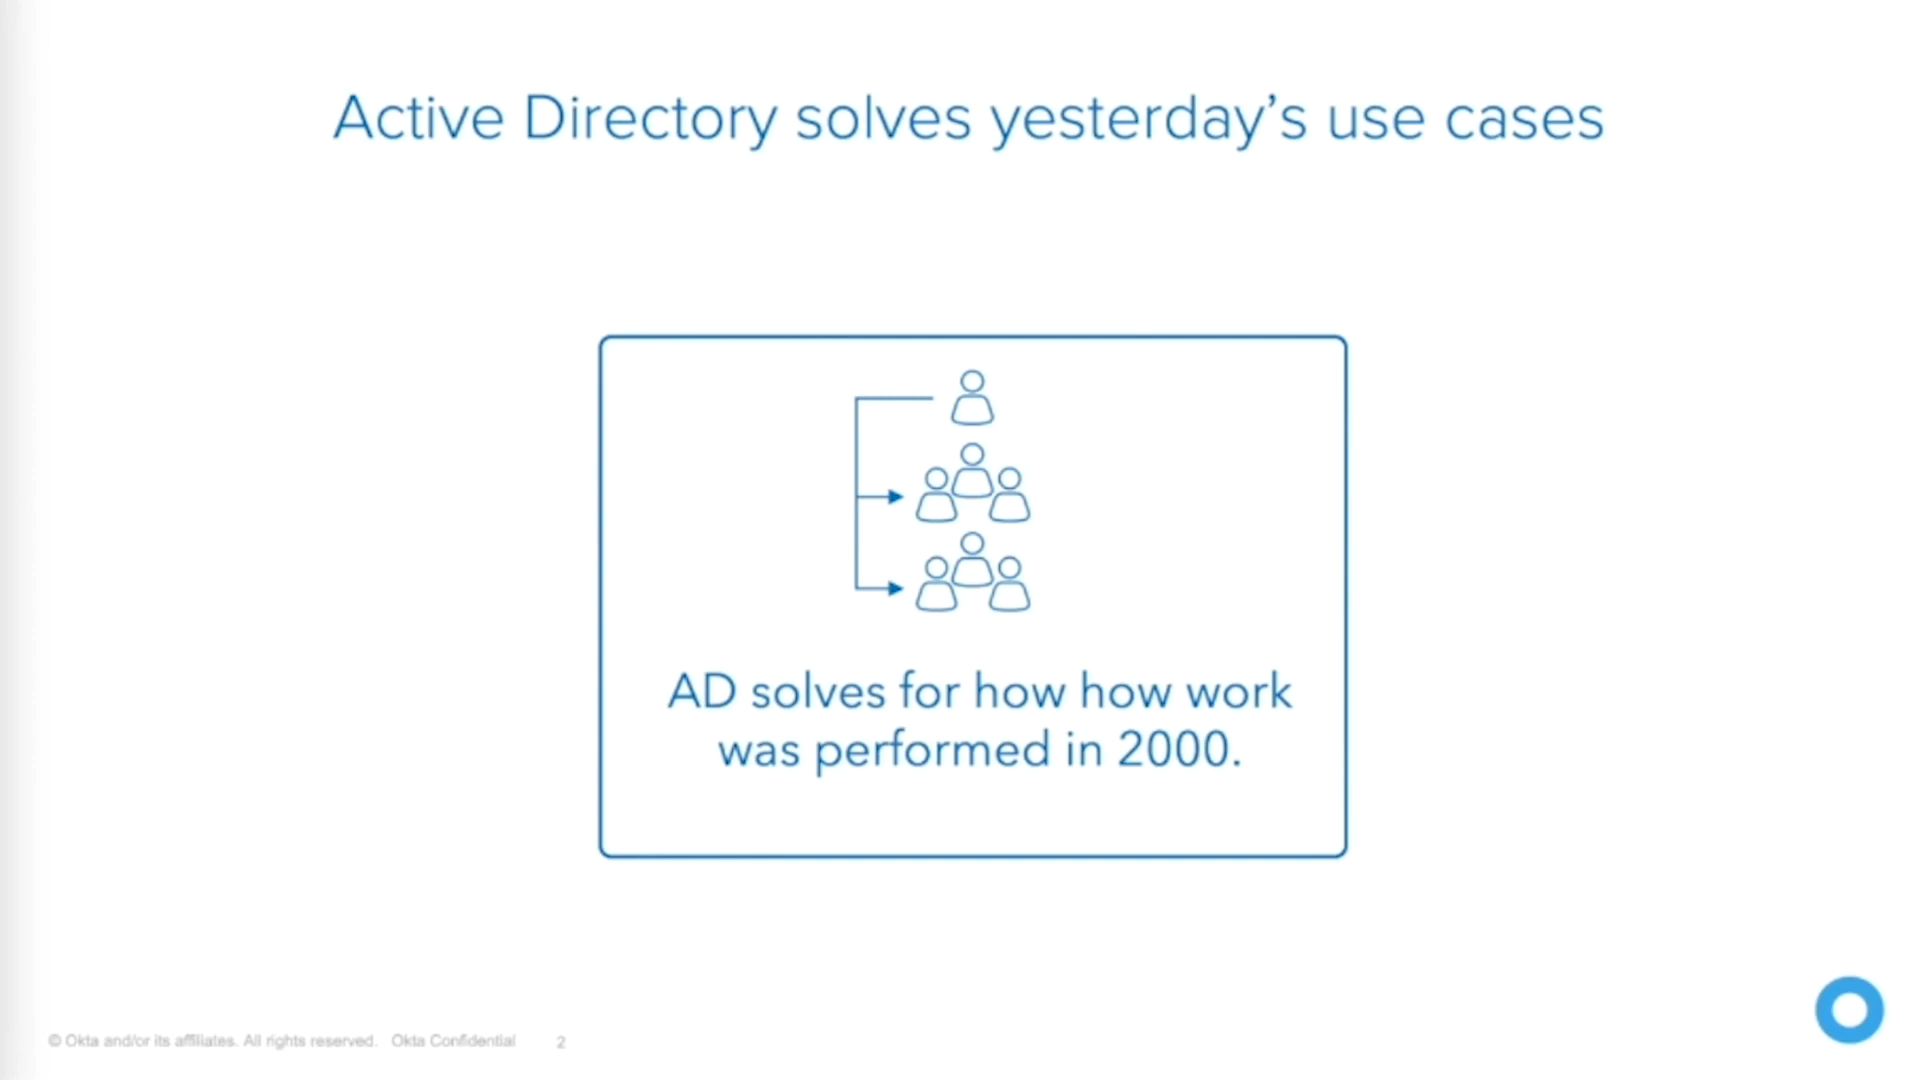 Active Directory solves yesterday’s use cases
AD solves for how how work
was performed in 2000.
© Okta and/or its affiliates. All rights reserved. Okta Confidential 2